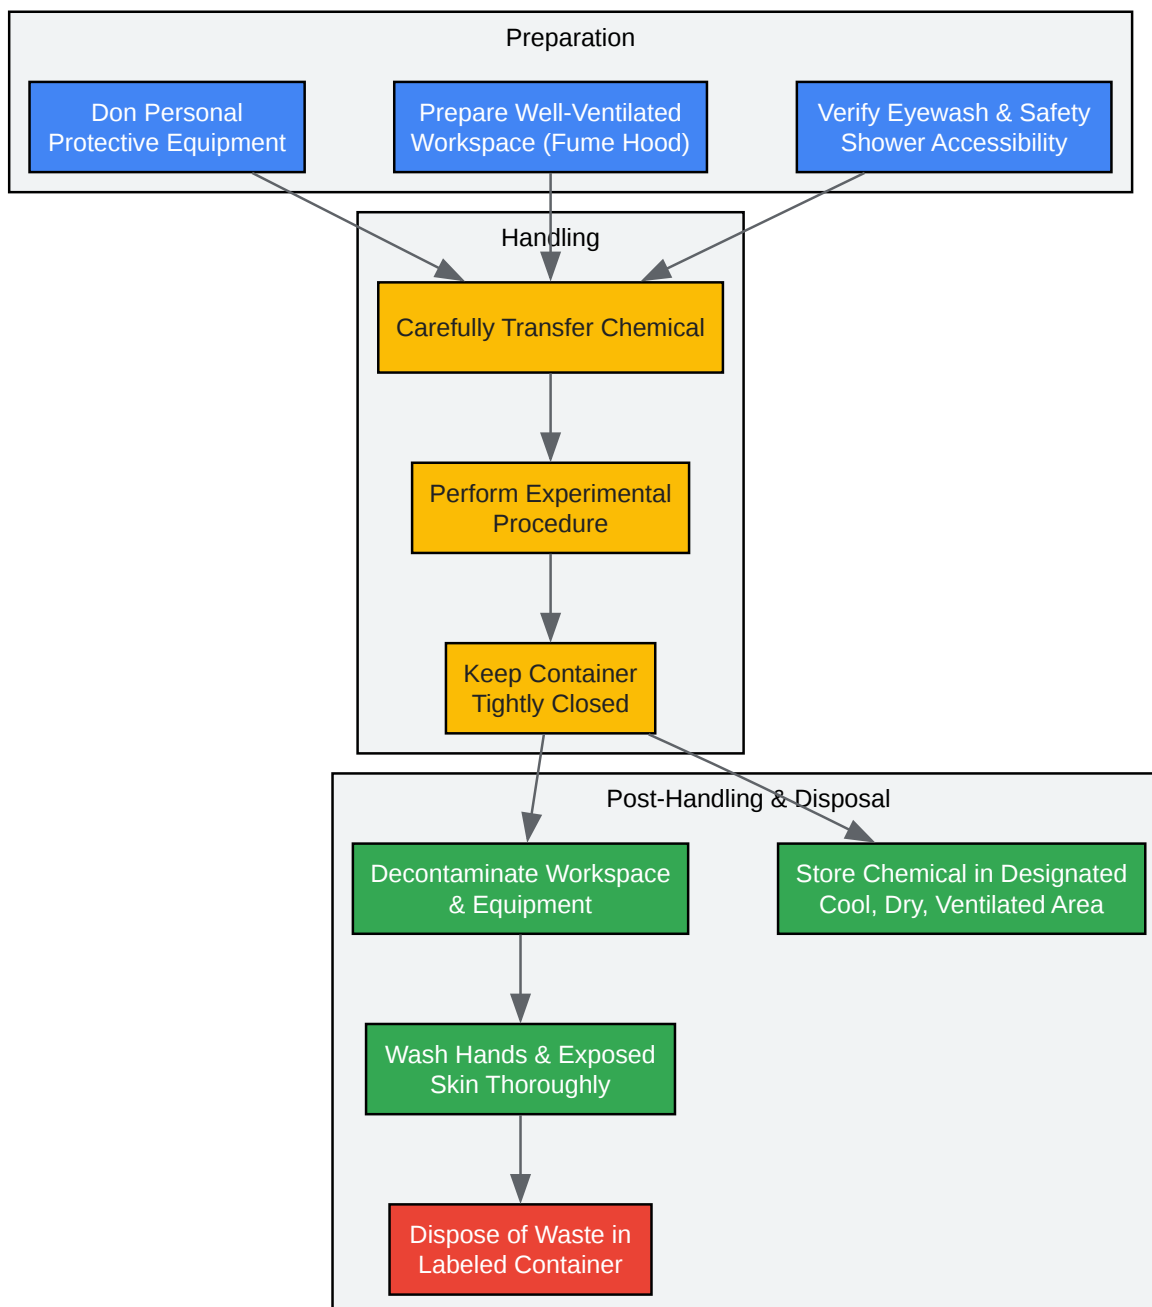 Preparation
Don Personal
Protective Equipment
Prepare Well-Ventilated
Workspace (Fume Hood)
Verify Eyewash & Safety
Shower Accessibility
Handling
Carefully Transfer Chemical
Perform Experimental
Procedure
Keep Container
Tightly Closed
Post-Handling & Disposal
Decontaminate Workspace
& Equipment
Store Chemical in Designated
Cool, Dry, Ventilated Area
Wash Hands & Exposed
Skin Thoroughly
Dispose of Waste in
Labeled Container